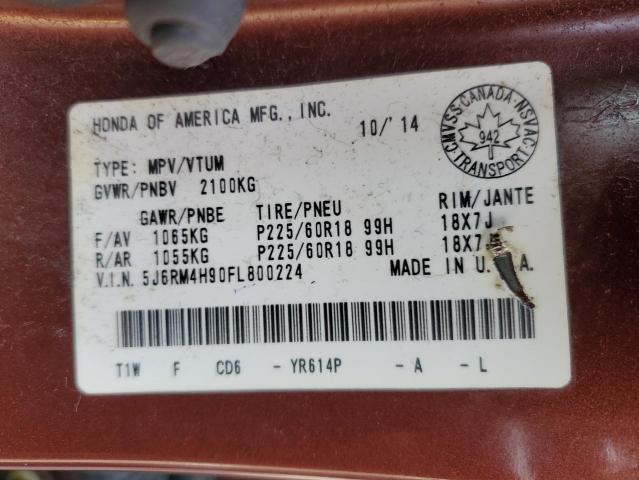 HONDA OF AMERICA MFG., INC.
10/'14
CMVSS·CANADA·NSVAC
942
·TRANSPORT·
TYPE: MPV/VTUM
GVWR/PNBV 2100KG
GAWR/PNBE TIRE/PNEU RIM/JANTE
F/AV 1065KG P225/60R18 99H 18X7J
R/AR 1055KG P225/60R18 99H 18X7
V.I.N. 5J6RM4H90FL800224 MADE IN U. A.
T1W F CD6 - YR614P - A - L